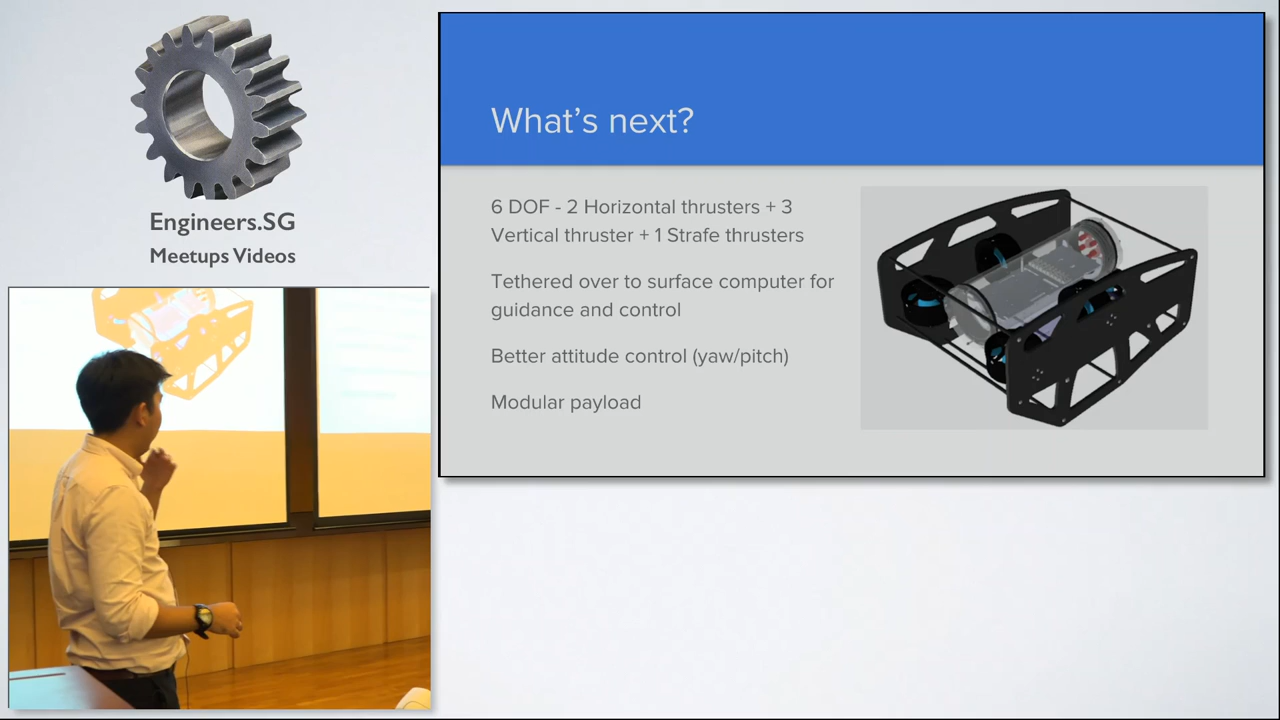 Engineers.SG
Meetups Videos
What's next?
6 DOF - 2 Horizontal thrusters + 3
Vertical thruster + 1 Strafe thrusters
Tethered over to surface computer for
guidance and control
Better attitude control (yaw/pitch)
Modular payload